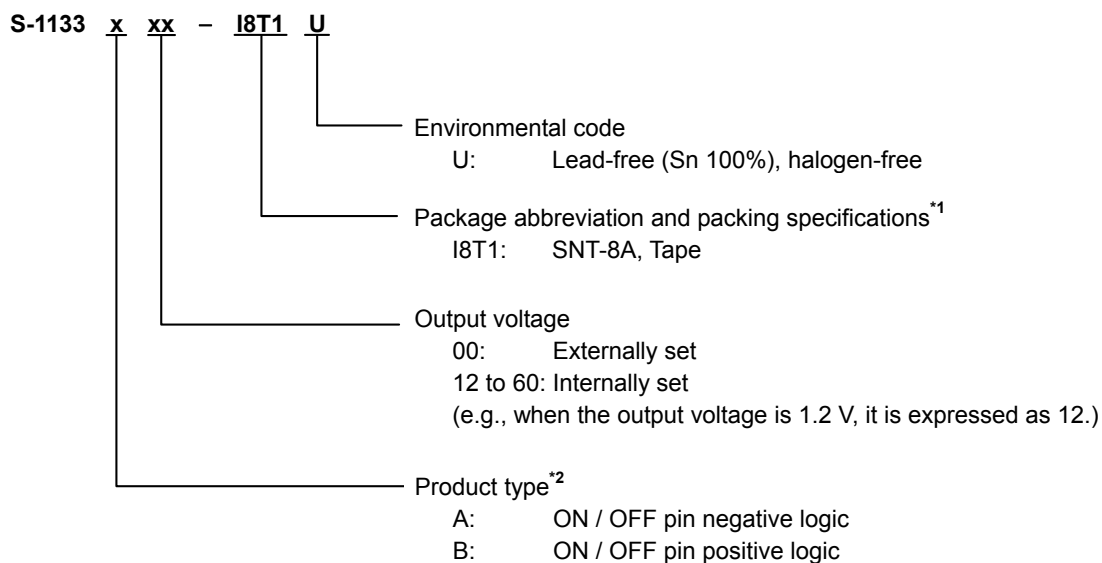 S-1133 x xx – I8T1 U
Environmental code
U: Lead-free (Sn 100%), halogen-free
Package abbreviation and packing specifications*1
I8T1: SNT-8A, Tape
Output voltage
00: Externally set
12 to 60: Internally set
(e.g., when the output voltage is 1.2 V, it is expressed as 12.)
Product type*2
A: ON / OFF pin negative logic
B: ON / OFF pin positive logic